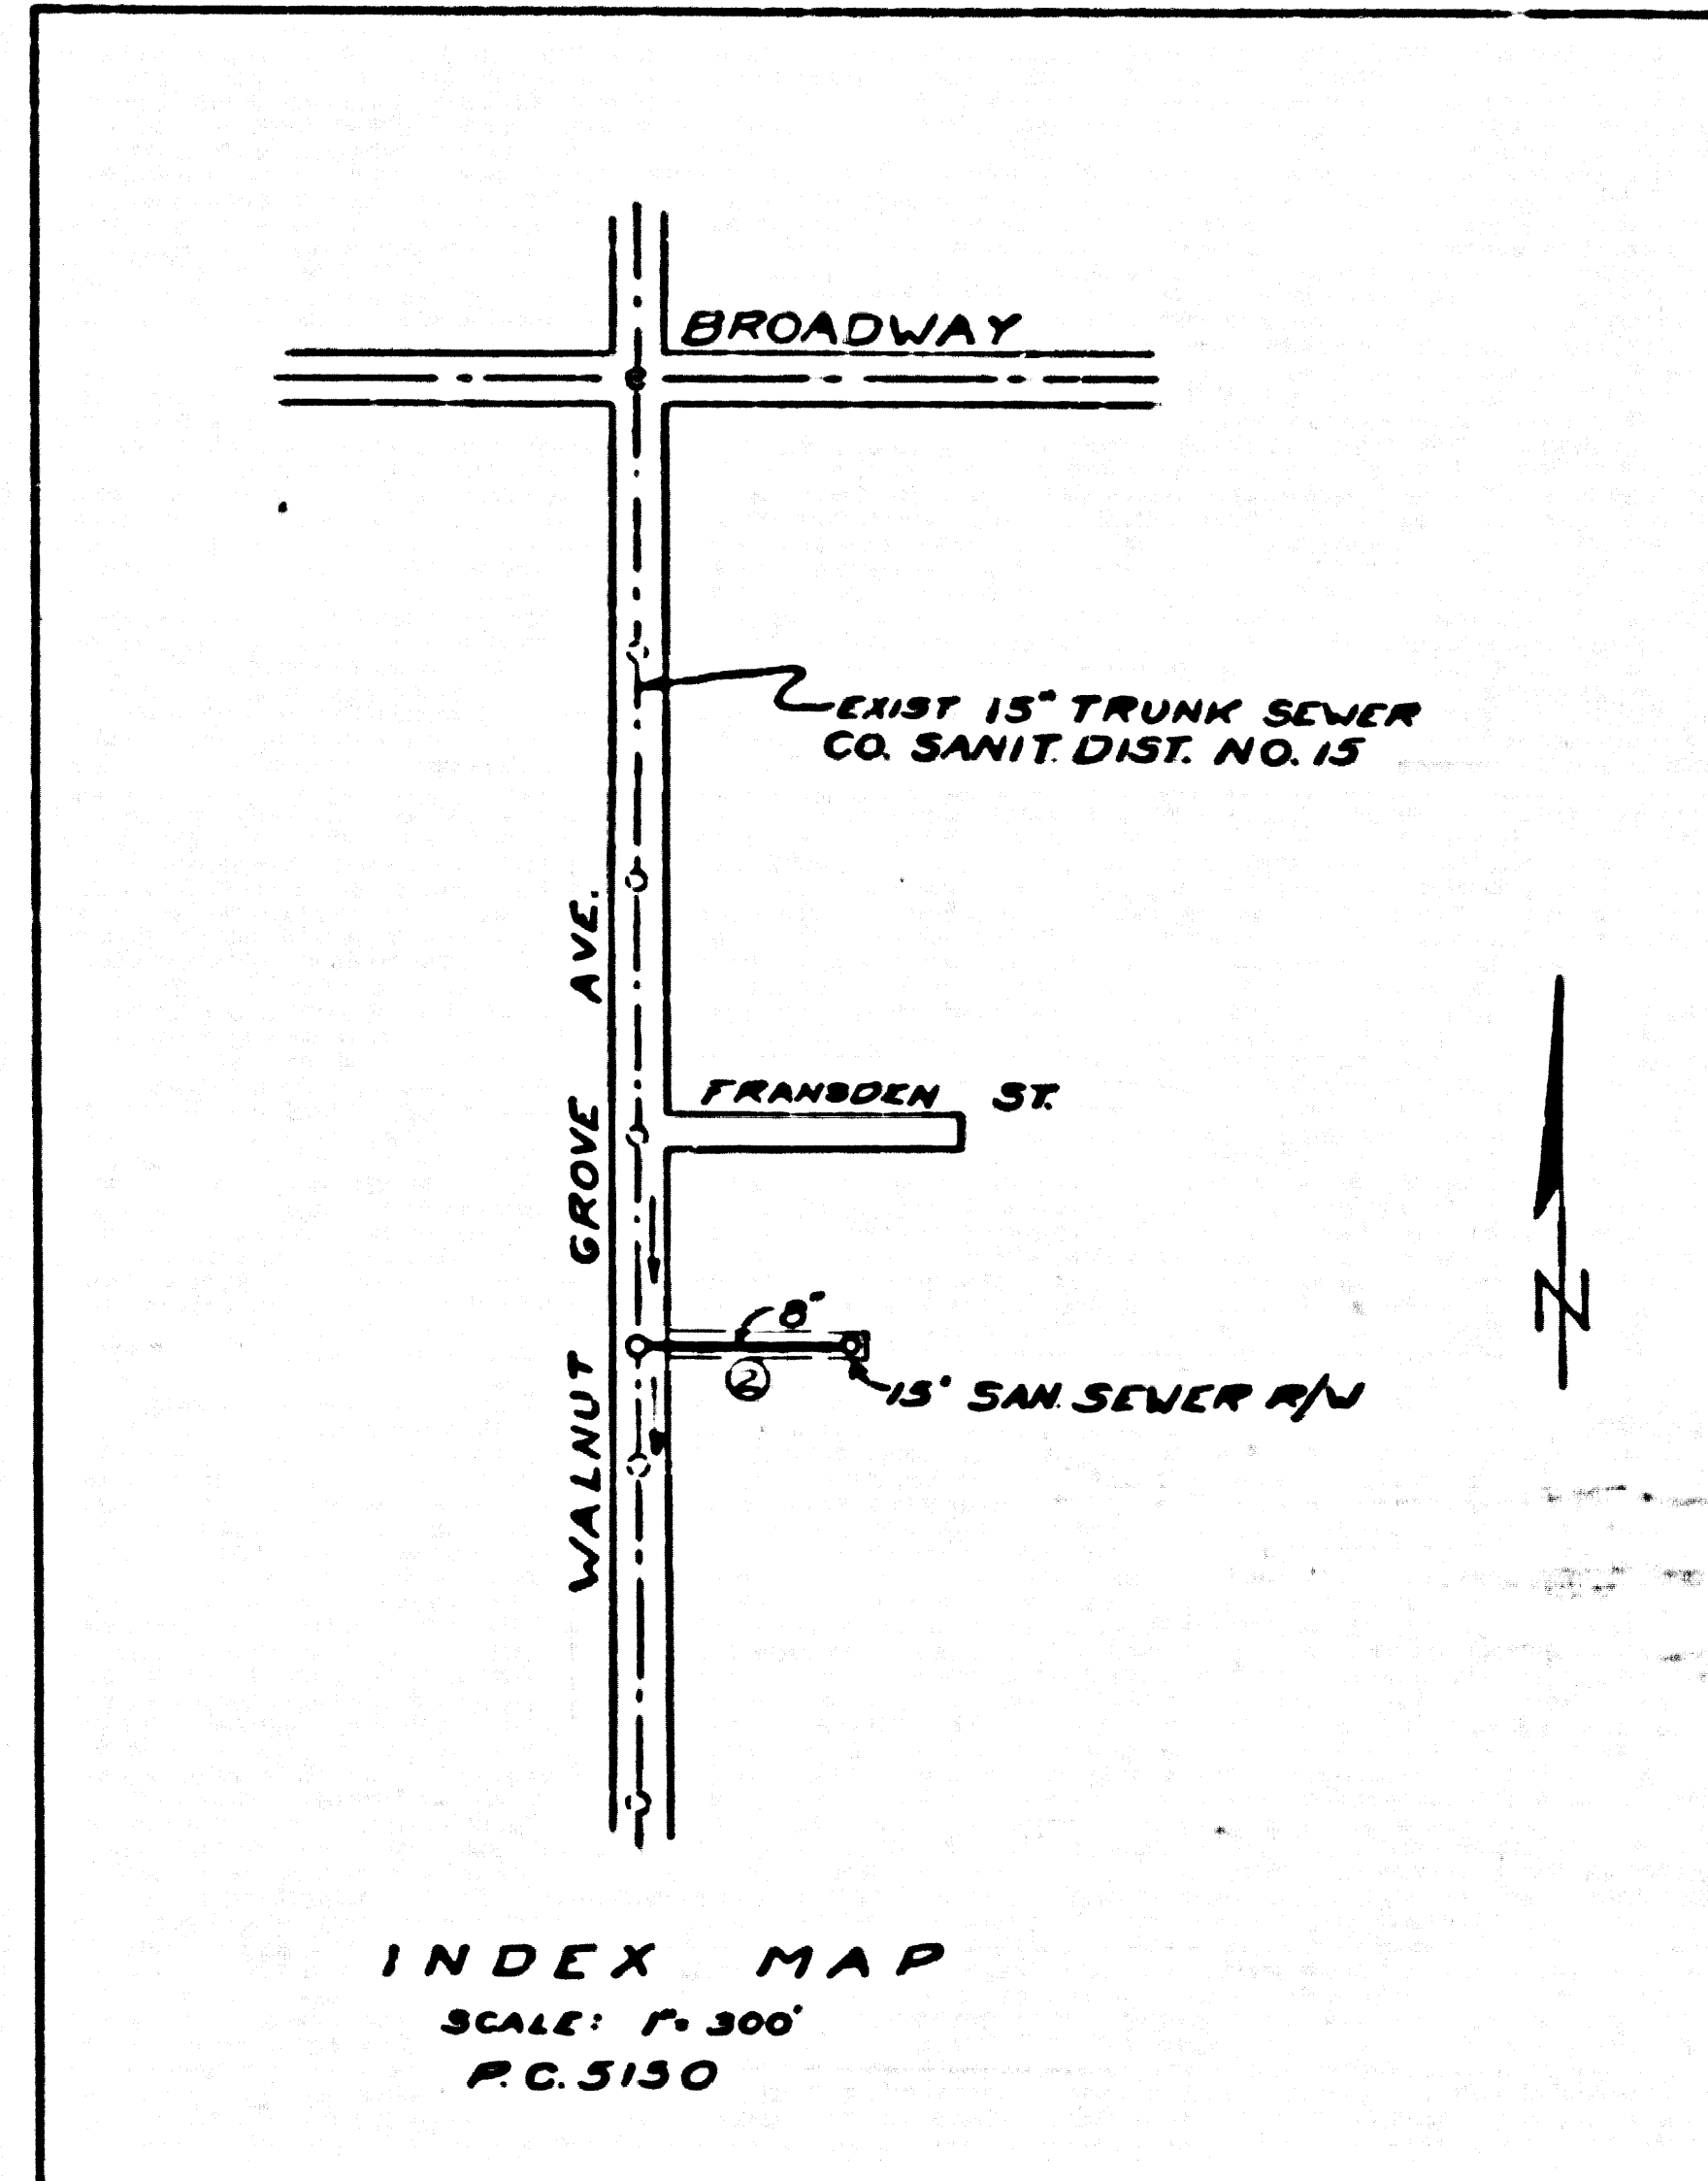 BROADWAY
EXIST 15" TRUNK SEWER
CO. SANIT. DIST. NO. 15
WALNUT GROVE AVE.
FRANSDEN ST.
8"
2
15' SAN. SEWER R/W
N
INDEX MAP
SCALE: 1"= 300'
P.C. 5130